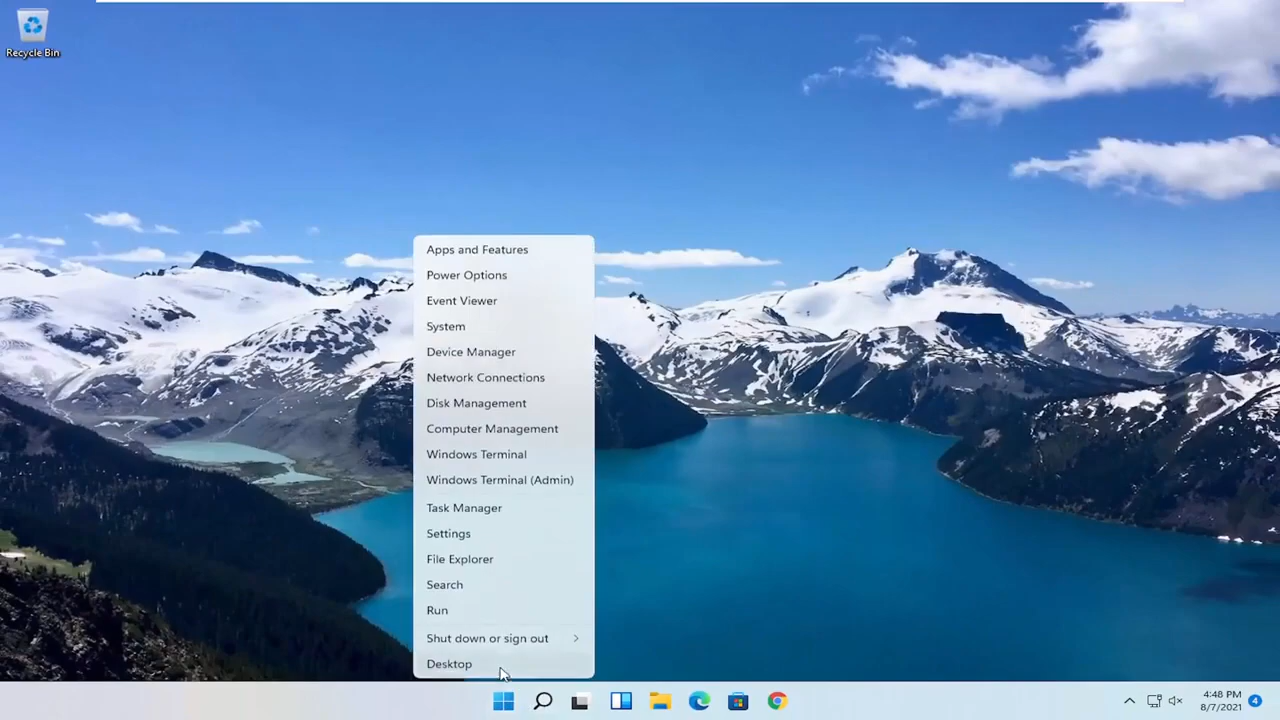 Recycle Bin
Apps and Features
Power Options
Event Viewer
System
Device Manager
Network Connections
Disk Management
Computer Management
Windows Terminal
Windows Terminal (Admin)
Task Manager
Settings
File Explorer
Search
Run
Shut down or sign out
Desktop
4:48 PM
8/7/2021
4